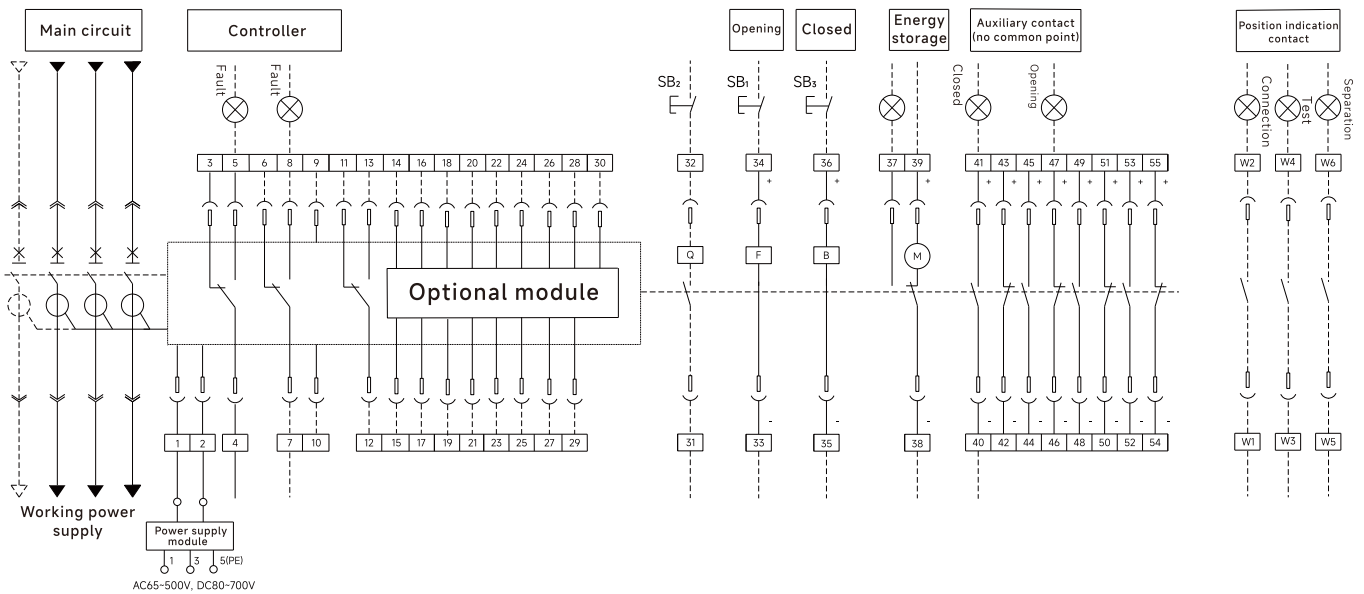 Main circuit
Controller
Opening
Closed
Energy
storage
Auxiliary contact
(no common point)
Position indication
contact
Fault
Fault
SB₂
SB₁
SB₃
Closed
Opening
Connection
Test
Separation
3 5 6 8 9 11 13 14 16 18 20 22 24 26 28 30
32
34
36
37 39
41 43 45 47 49 51 53 55
W2
W4
W6
+ + + + + + + + + + +
Q
F
B
M
Optional module
- - - - - - - - - -
1 2
4
7 10
12 15 17 19 21 23 25 27 29
31
33
35
38
40 42 44 46 48 50 52 54
W1
W3
W5
Working power
supply
Power supply
module
1 3 5(PE)
AC65~500V, DC80~700V